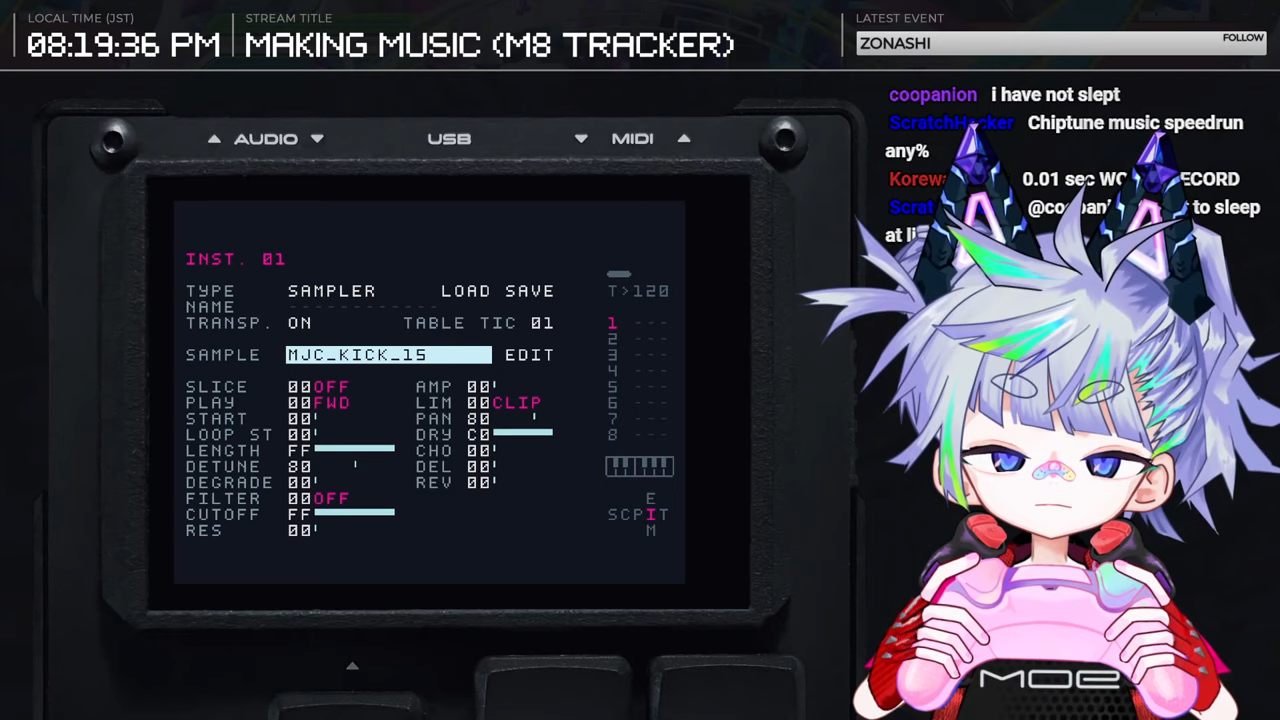 LOCAL TIME (JST)
08:19:36 PM
STREAM TITLE
MAKING MUSIC (M8 TRACKER)
LATEST EVENT
ZONASHI FOLLOW
coopanion i have not slept
ScratchHacker Chiptune music speedrun
any%
0.01 sec
to sleep
at
AUDIO USB MIDI
INST. 01
TYPE SAMPLER LOAD SAVE
NAME ------------
TRANSP. ON TABLE TIC 01
SAMPLE MJC_KICK_15 EDIT
SLICE 00 OFF AMP 00
PLAY 00 FWD LIM 00 CLIP
START 00 PAN 80
LOOP ST 00 DRY C0
LENGTH FF CHO 00
DETUNE 80 DEL 00
DEGRADE 00 REV 00
FILTER 00 OFF
CUTOFF FF
RES 00
T>120
1 ---
2 ---
3 ---
4 ---
5 ---
6 ---
7 ---
8 ---
E
SCPIT
M
MOE